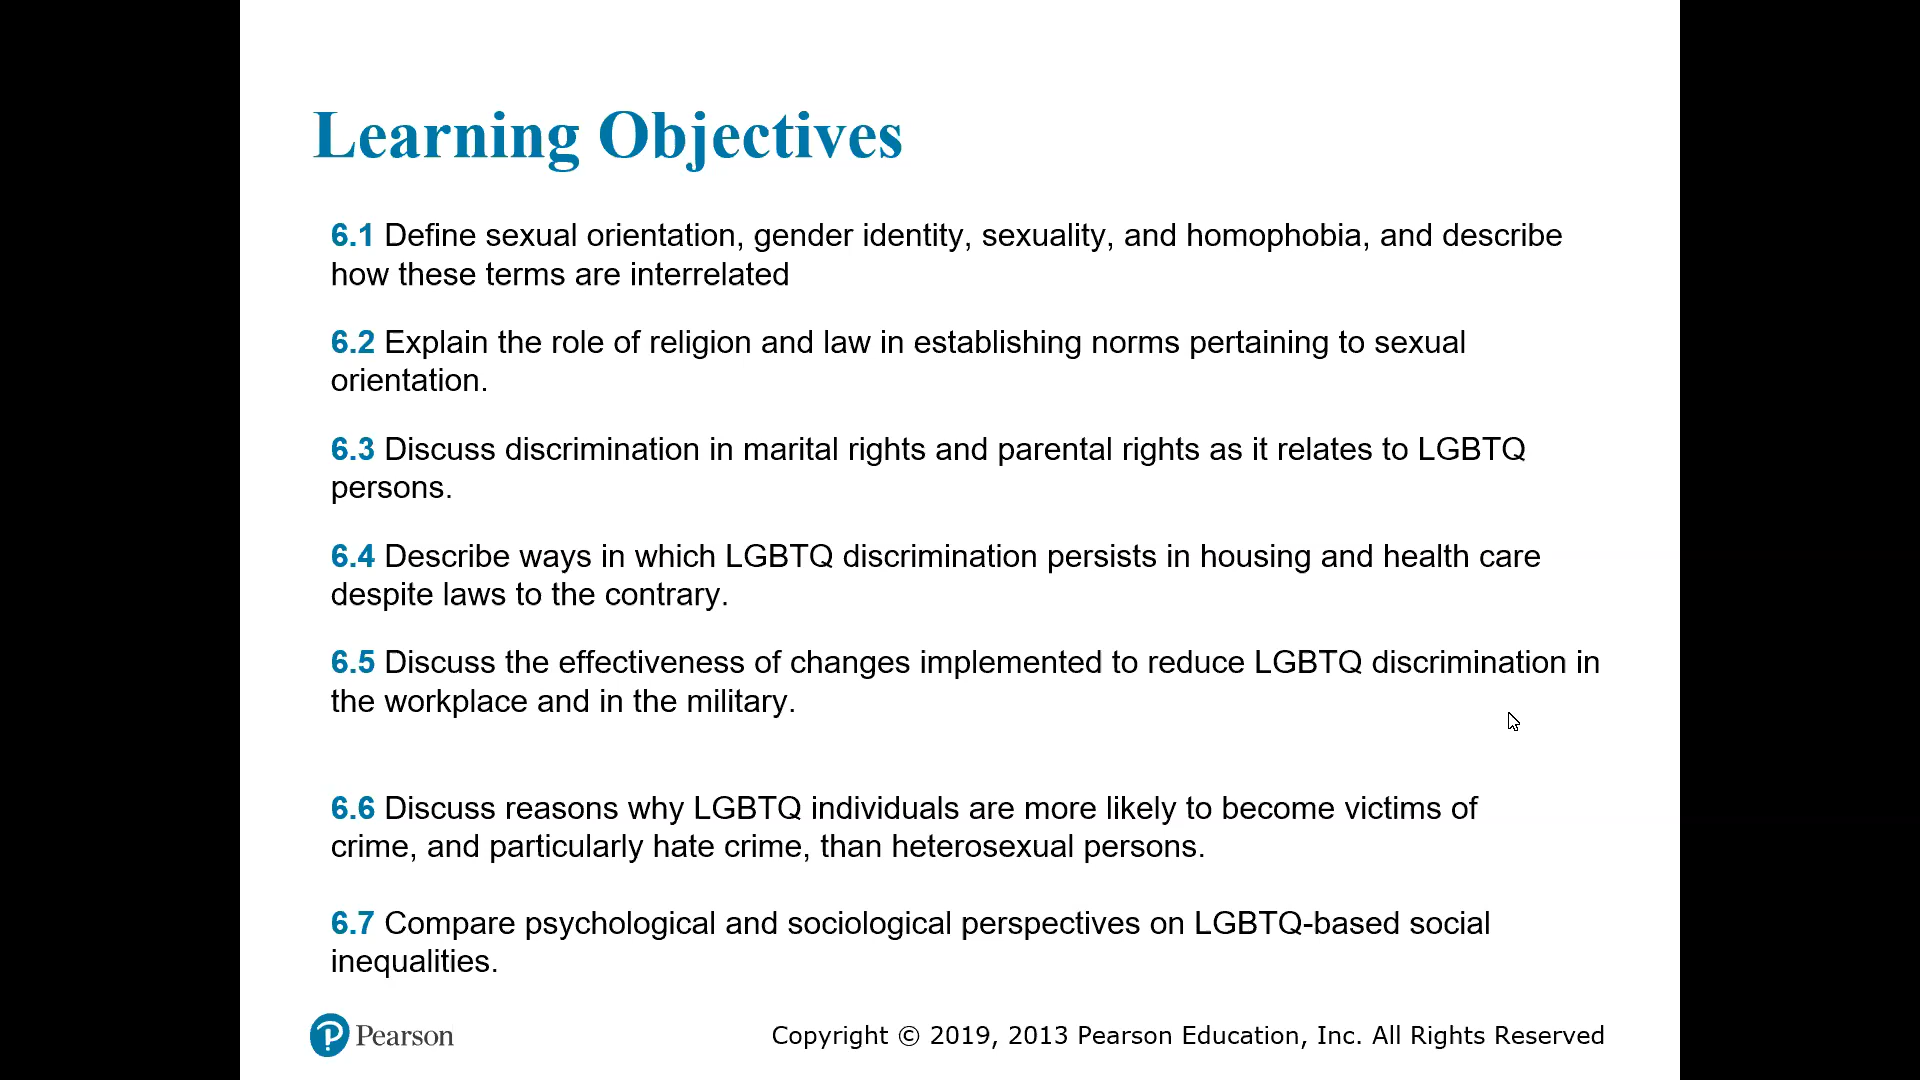 Learning Objectives
6.1 Define sexual orientation, gender identity, sexuality, and homophobia, and describe
how these terms are interrelated
6.2 Explain the role of religion and law in establishing norms pertaining to sexual
orientation.
6.3 Discuss discrimination in marital rights and parental rights as it relates to LGBTQ
persons.
6.4 Describe ways in which LGBTQ discrimination persists in housing and health care
despite laws to the contrary.
6.5 Discuss the effectiveness of changes implemented to reduce LGBTQ discrimination in
the workplace and in the military.
6.6 Discuss reasons why LGBTQ individuals are more likely to become victims of
crime, and particularly hate crime, than heterosexual persons.
6.7 Compare psychological and sociological perspectives on LGBTQ-based social
inequalities.
P Pearson
Copyright © 2019, 2013 Pearson Education, Inc. All Rights Reserved